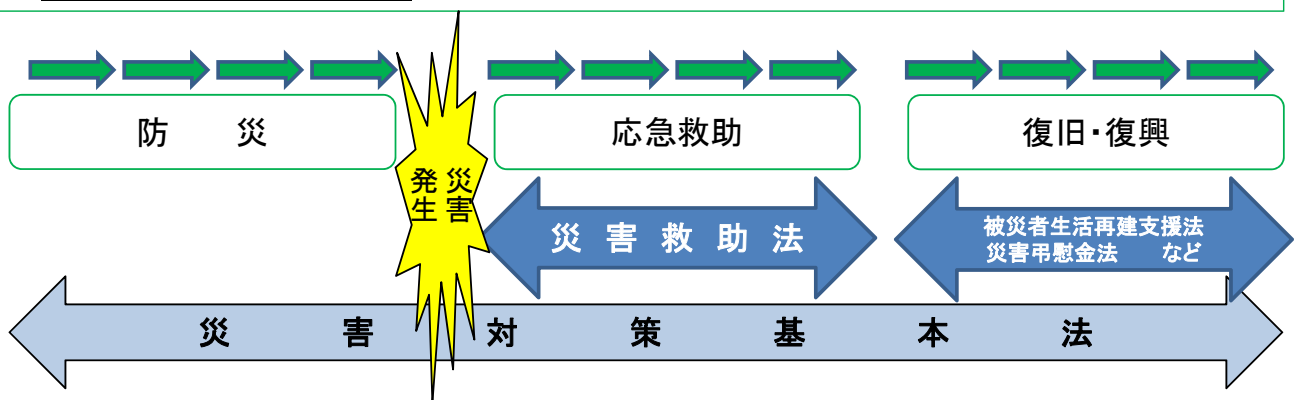 防　　災
応急救助
復旧・復興
災害
発生
災 害 救 助 法
被災者生活再建支援法
災害弔慰金法　　など
災 害 対 策 基 本 法